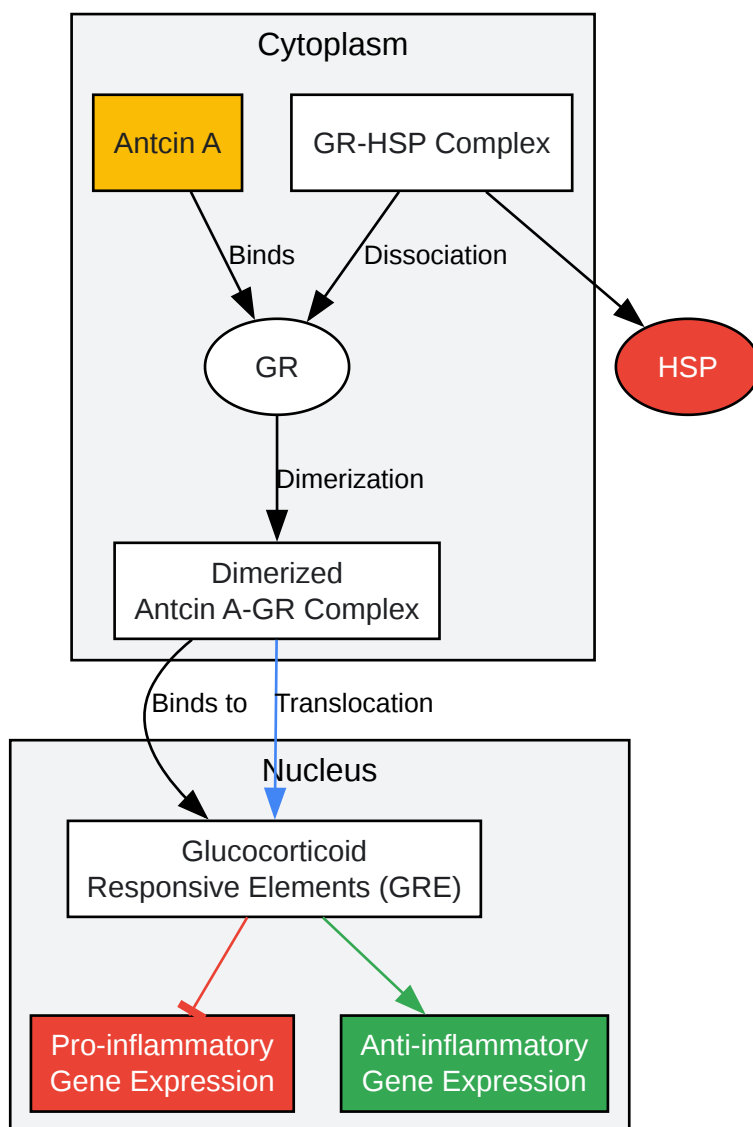 Cytoplasm
Antcin A
GR-HSP Complex
Binds
Dissociation
GR
HSP
Dimerization
Dimerized
Antcin A-GR Complex
Binds to
Translocation
Nucleus
Glucocorticoid
Responsive Elements (GRE)
Pro-inflammatory
Gene Expression
Anti-inflammatory
Gene Expression